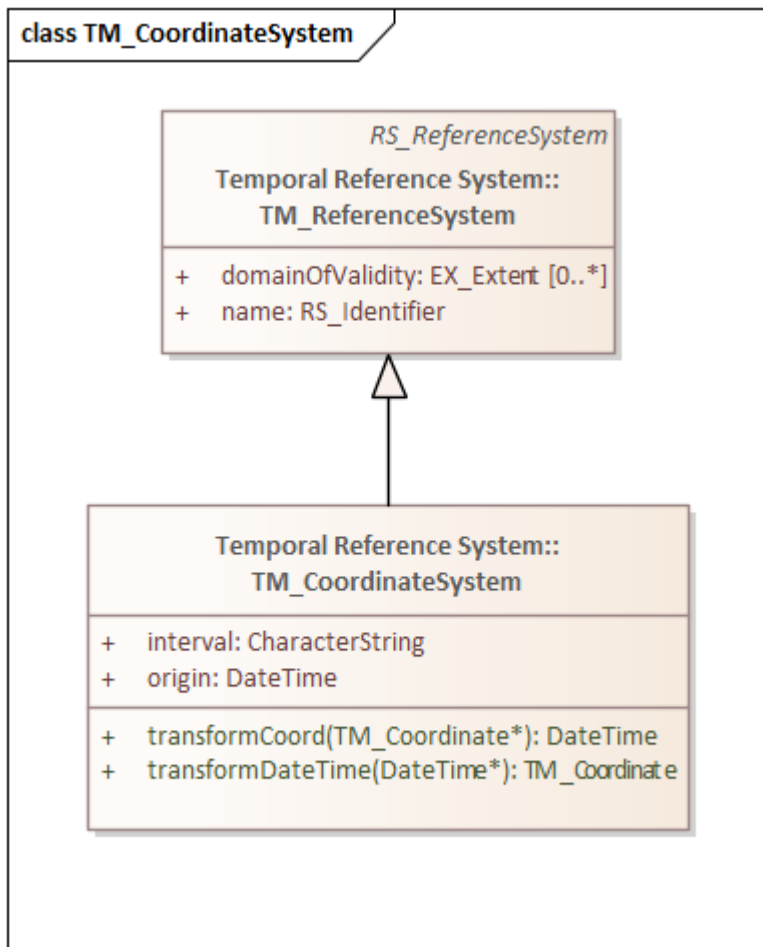 class TM_CoordinateSystem
RS_ReferenceSystem
Temporal Reference System::
TM_ReferenceSystem
+ domainOfValidity: EX_Extent [0..*]
+ name: RS_Identifier
Temporal Reference System::
TM_CoordinateSystem
+ interval: CharacterString
+ origin: DateTime
+ transformCoord(TM_Coordinate*): DateTime
+ transformDateTime(DateTime*): TM_Coordinate